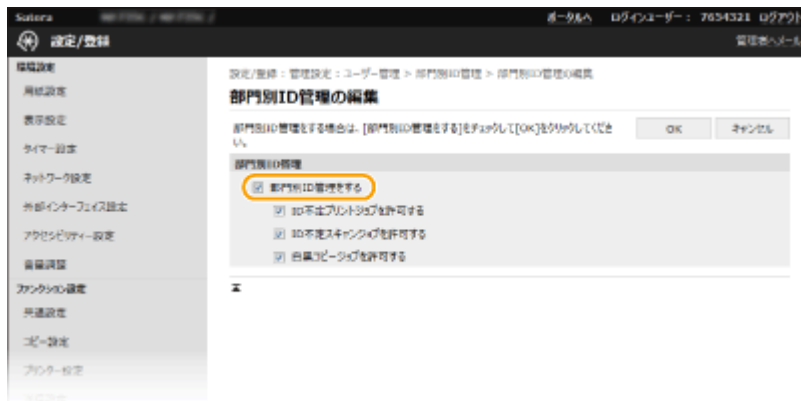 Satera
ポータルへ ログインユーザー： 7654321 ログアウト
設定/登録
管理者へメール
環境設定
用紙設定
表示設定
タイマー設定
ネットワーク設定
外部インターフェイス設定
アクセシビリティー設定
音量調整
ファンクション設定
共通設定
コピー設定
プリンター設定
設定/登録：管理設定：ユーザー管理 > 部門別ID管理 > 部門別ID管理の編集
部門別ID管理の編集
部門別ID管理をする場合は、[部門別ID管理をする]をチェックして[OK]をクリックしてくださ
い。
OK キャンセル
部門別ID管理
部門別ID管理をする
ID不定プリントジョブを許可する
ID不定スキャンジョブを許可する
白黒コピージョブを許可する